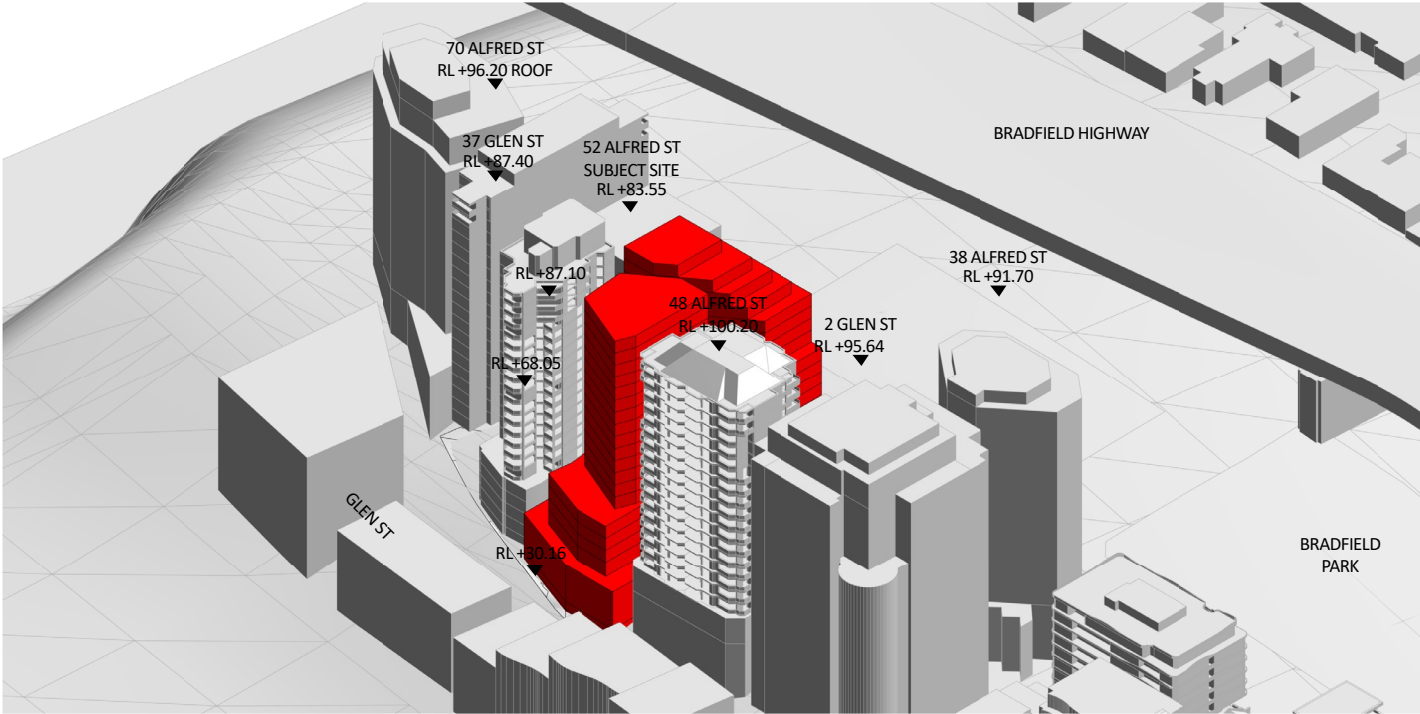 70 ALFRED ST
RL +96.20 ROOF
37 GLEN ST
RL +87.40
52 ALFRED ST
SUBJECT SITE
RL +83.55
BRADFIELD HIGHWAY
RL +87.10
48 ALFRED ST
RL +100.20
2 GLEN ST
RL +95.64
38 ALFRED ST
RL +91.70
RL +68.05
GLEN ST
RL +30.16
BRADFIELD
PARK